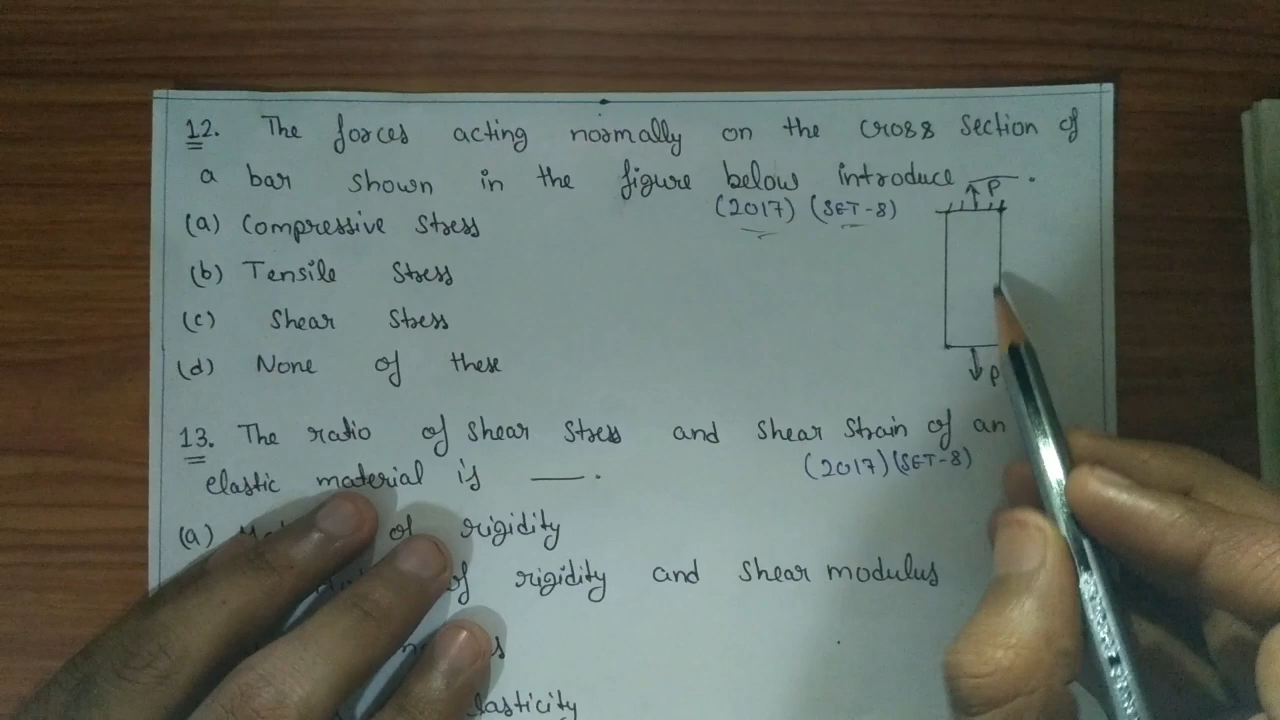 12. The forces acting normally on the cross section of
a bar shown in the figure below introduce ___.
(2017) (SET-8)
P
(a) Compressive Stress
(b) Tensile Stress
(c) Shear Stress
(d) None of these
P
13. The ratio of shear stress and shear strain of an
elastic material is ___.
(2017) (SET-8)
(a) of rigidity
of rigidity and shear modulus